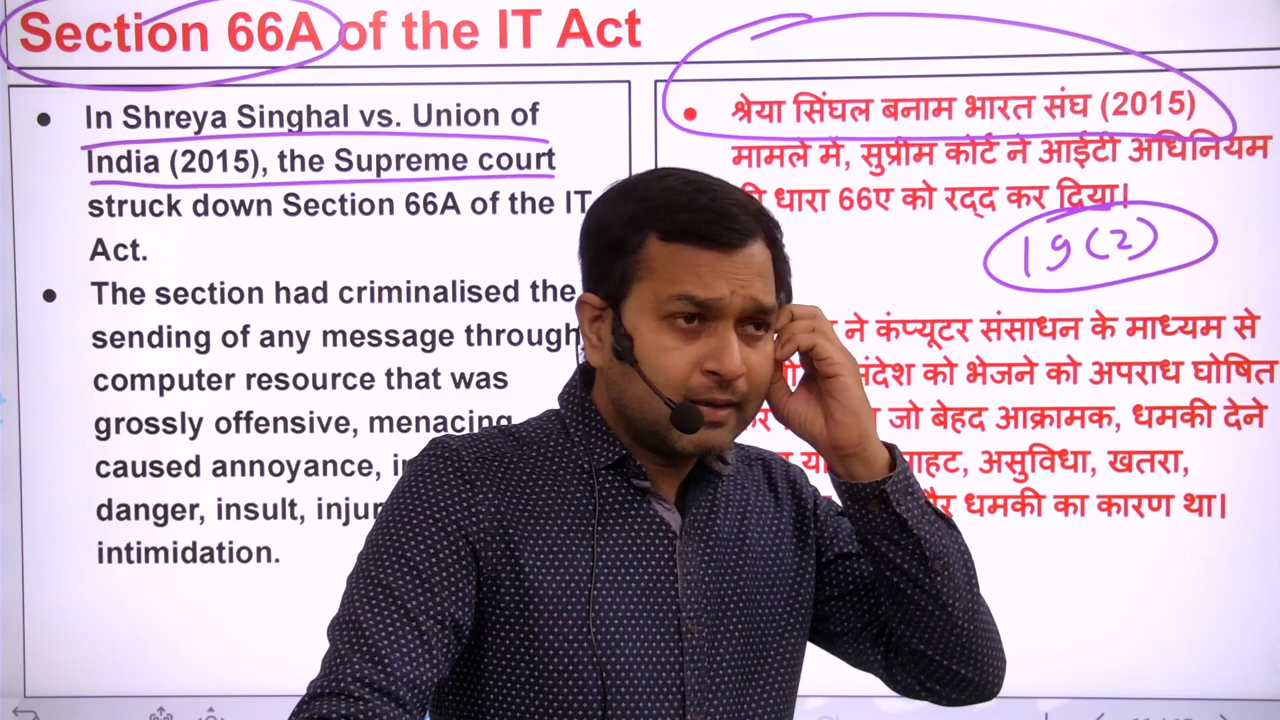 Section 66A of the IT Act
● In Shreya Singhal vs. Union of
India (2015), the Supreme court
struck down Section 66A of the IT
Act.
● The section had criminalised the
sending of any message through
computer resource that was
grossly offensive, menacing
caused annoyance,
danger, insult,
intimidation.
● श्रेया सिंघल बनाम भारत संघ (2015)
मामले में, सुप्रीम कोर्ट ने आईटी अधिनियम
धारा 66ए को रद्द कर दिया।
19(2)
ने कंप्यूटर संसाधन के माध्यम से
को भेजने को अपराध घोषित
जो बेहद आक्रामक, धमकी देने
असुविधा, खतरा,
धमकी का कारण था।